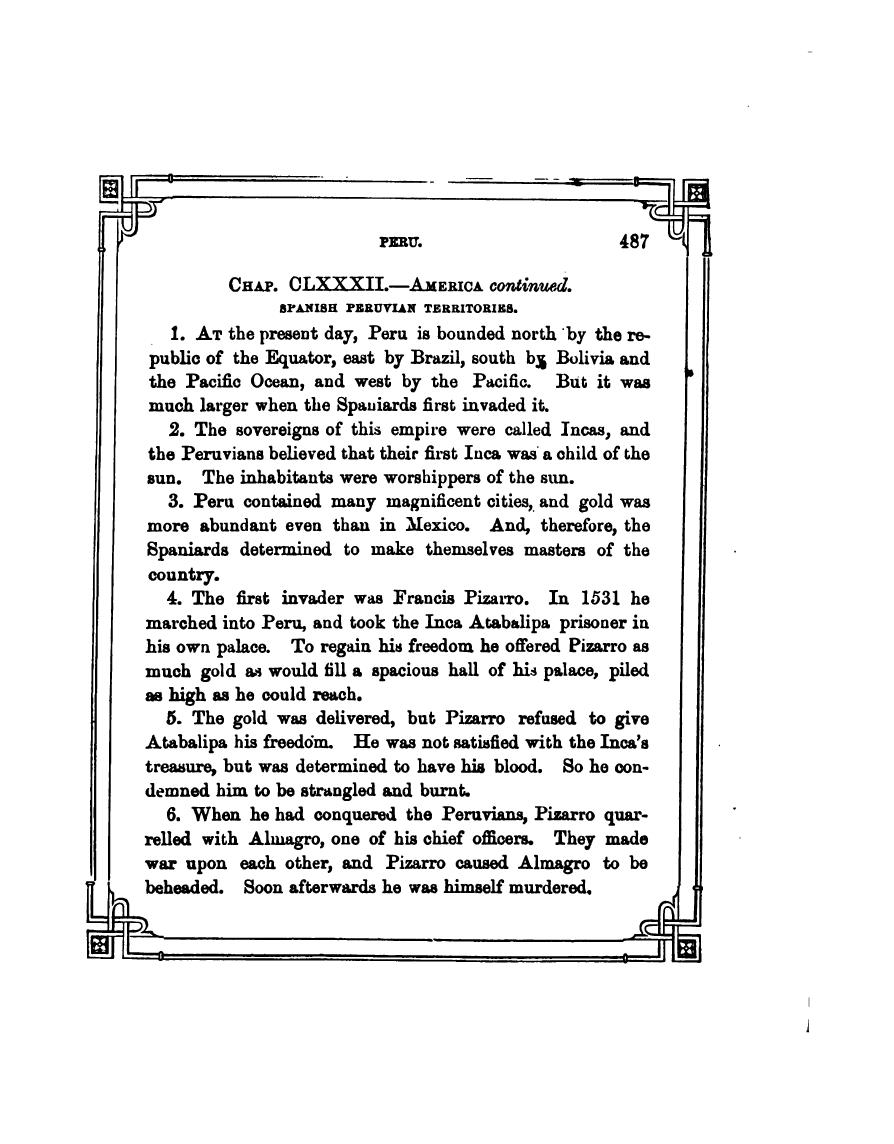 PERU. 487
CHAP. CLXXXII.—AMERICA continued.
SPANISH PERUVIAN TERRITORIES.
1. AT the present day, Peru is bounded north by the re-
public of the Equator, east by Brazil, south by Bolivia and
the Pacific Ocean, and west by the Pacific. But it was
much larger when the Spaniards first invaded it.
2. The sovereigns of this empire were called Incas, and
the Peruvians believed that their first Inca was a child of the
sun. The inhabitants were worshippers of the sun.
3. Peru contained many magnificent cities, and gold was
more abundant even than in Mexico. And, therefore, the
Spaniards determined to make themselves masters of the
country.
4. The first invader was Francis Pizarro. In 1531 he
marched into Peru, and took the Inca Atabalipa prisoner in
his own palace. To regain his freedom he offered Pizarro as
much gold as would fill a spacious hall of his palace, piled
as high as he could reach.
5. The gold was delivered, but Pizarro refused to give
Atabalipa his freedom. He was not satisfied with the Inca's
treasure, but was determined to have his blood. So he con-
demned him to be strangled and burnt.
6. When he had conquered the Peruvians, Pizarro quar-
relled with Almagro, one of his chief officers. They made
war upon each other, and Pizarro caused Almagro to be
beheaded. Soon afterwards he was himself murdered.